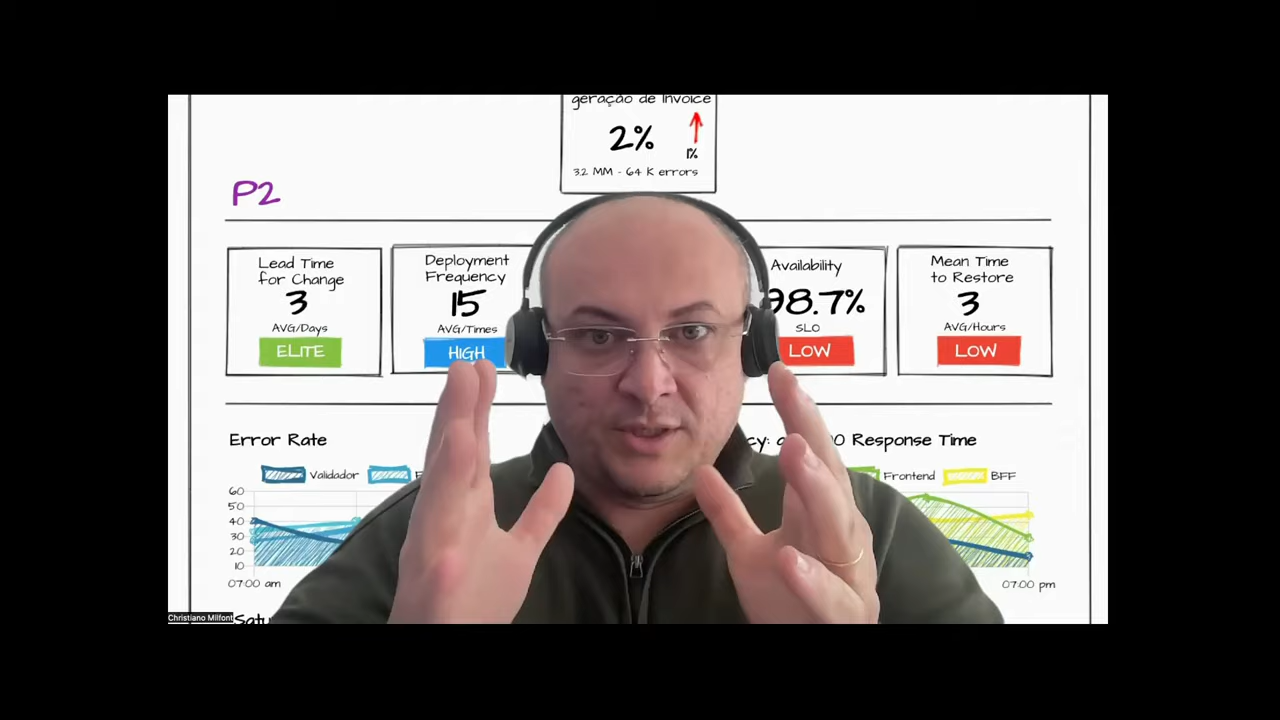 geração de Invoice
2%
1%
3.2 MM - 64 K errors
P2
Lead Time
for Change
3
AVG/Days
ELITE
Deployment
Frequency
15
AVG/Times
HIGH
Availability
98.7%
SLO
LOW
Mean Time
to Restore
3
AVG/Hours
LOW
Error Rate
Validador
60
50
40
30
20
10
07:00 am
Response Time
Frontend
BFF
07:00 pm
Christiano Milfont